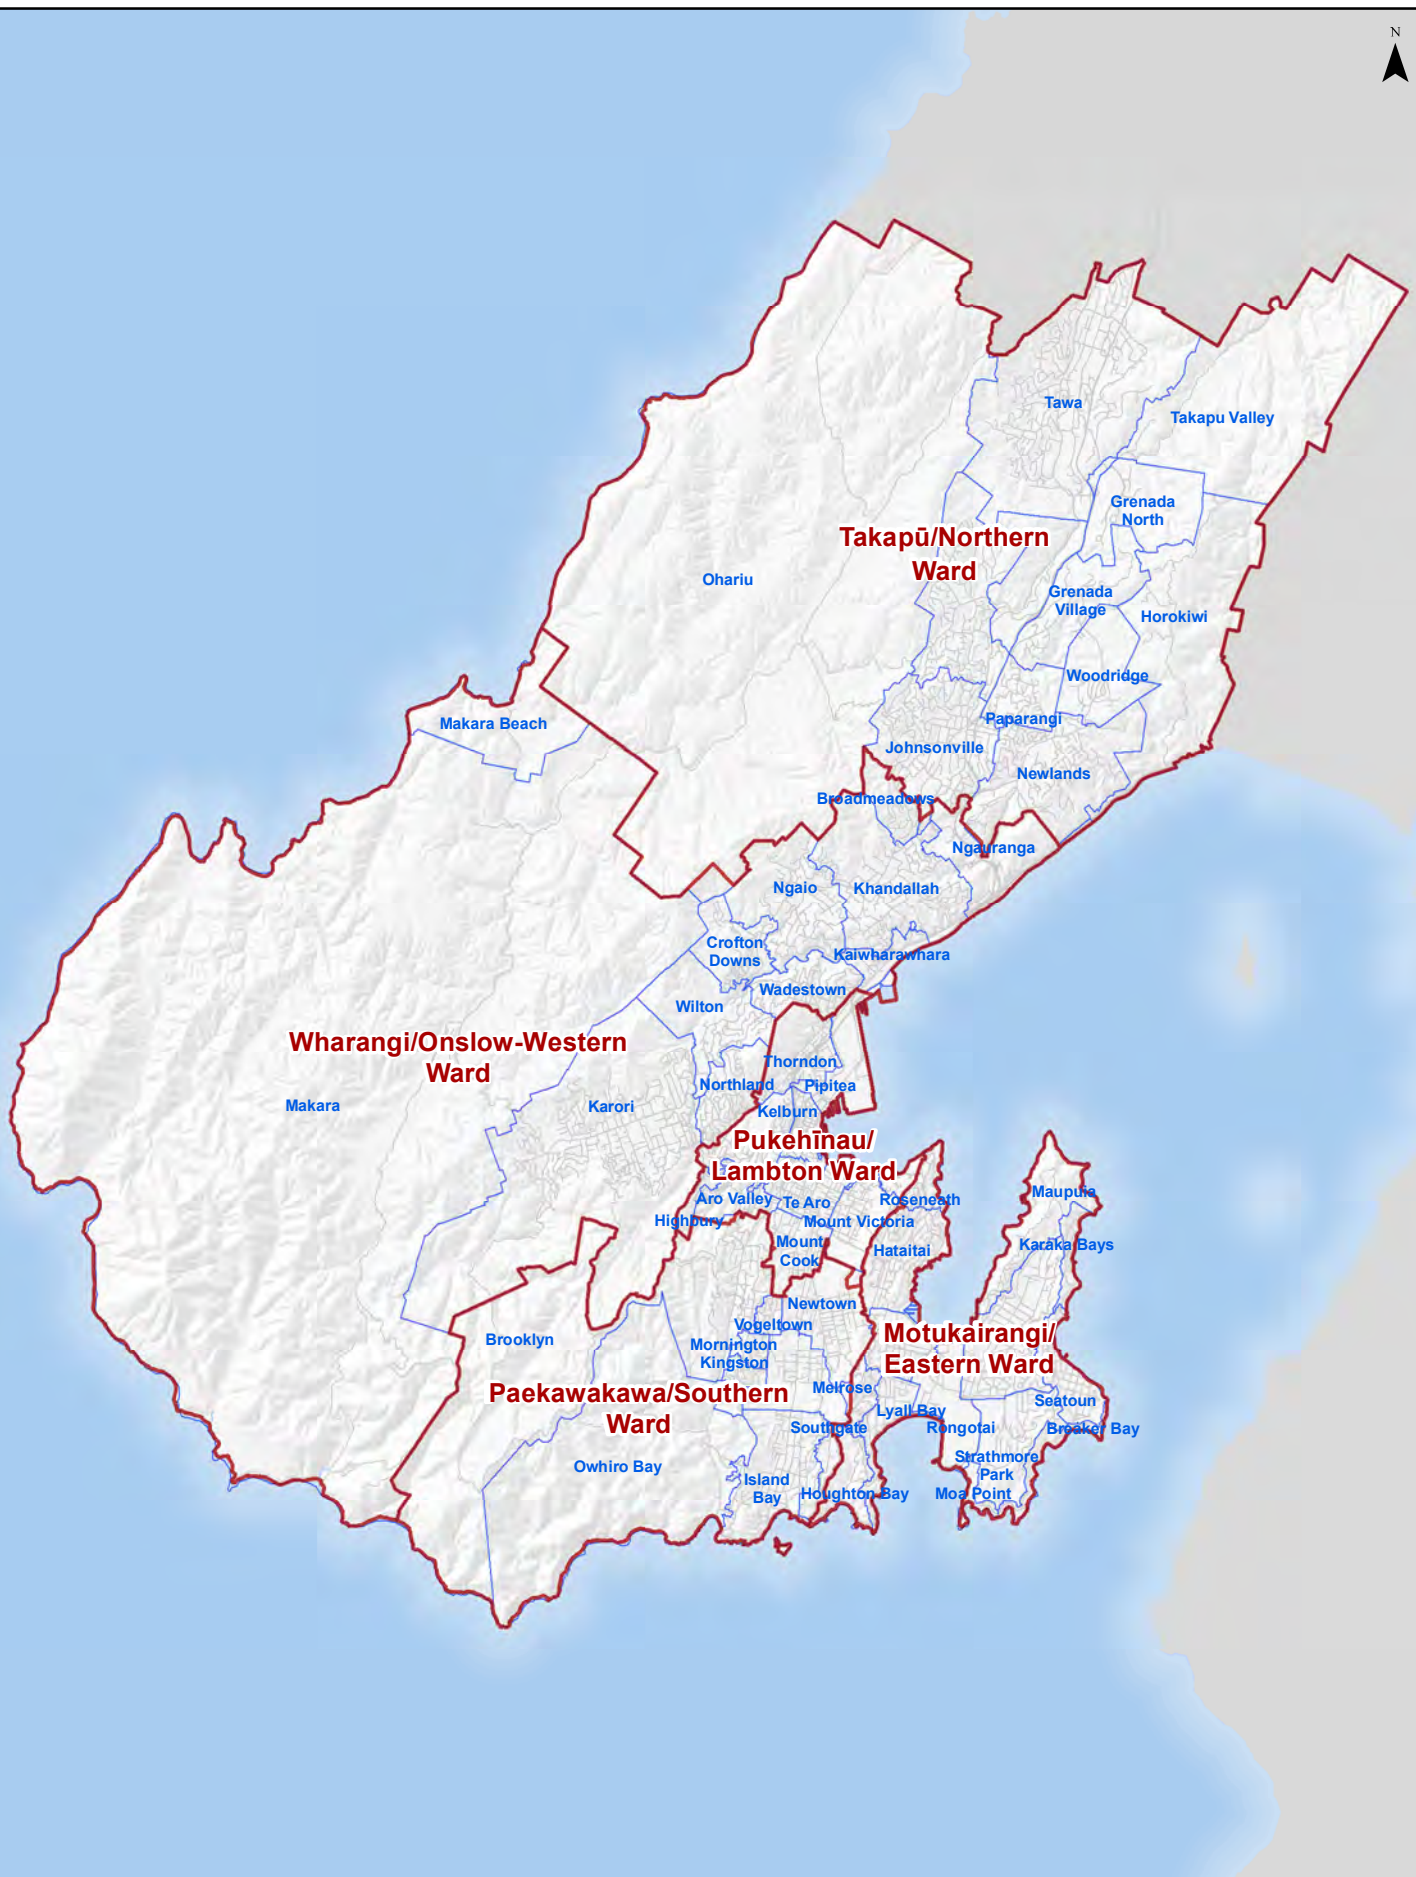 N
Tawa
Takapu Valley
Grenada
North
Takapū/Northern
Ward
Ohariu
Grenada
Village
Horokiwi
Woodridge
Makara Beach
Paparangi
Johnsonville
Newlands
Broadmeadows
Ngauranga
Ngaio
Khandallah
Crofton
Downs
Kaiwharawhara
Wadestown
Wilton
Wharangi/Onslow-Western
Ward
Thorndon
Northland
Pipitea
Makara
Karori
Kelburn
Pukehīnau/
Lambton Ward
Maupuia
Aro Valley
Te Aro
Roseneath
Highbury
Mount Victoria
Mount
Cook
Hataitai
Karaka Bays
Newtown
Vogeltown
Brooklyn
Mornington
Kingston
Motukairangi/
Eastern Ward
Paekawakawa/Southern
Ward
Melrose
Lyall Bay
Seatoun
Southgate
Rongotai
Breaker Bay
Strathmore
Park
Owhiro Bay
Island
Bay
Houghton Bay
Moa Point